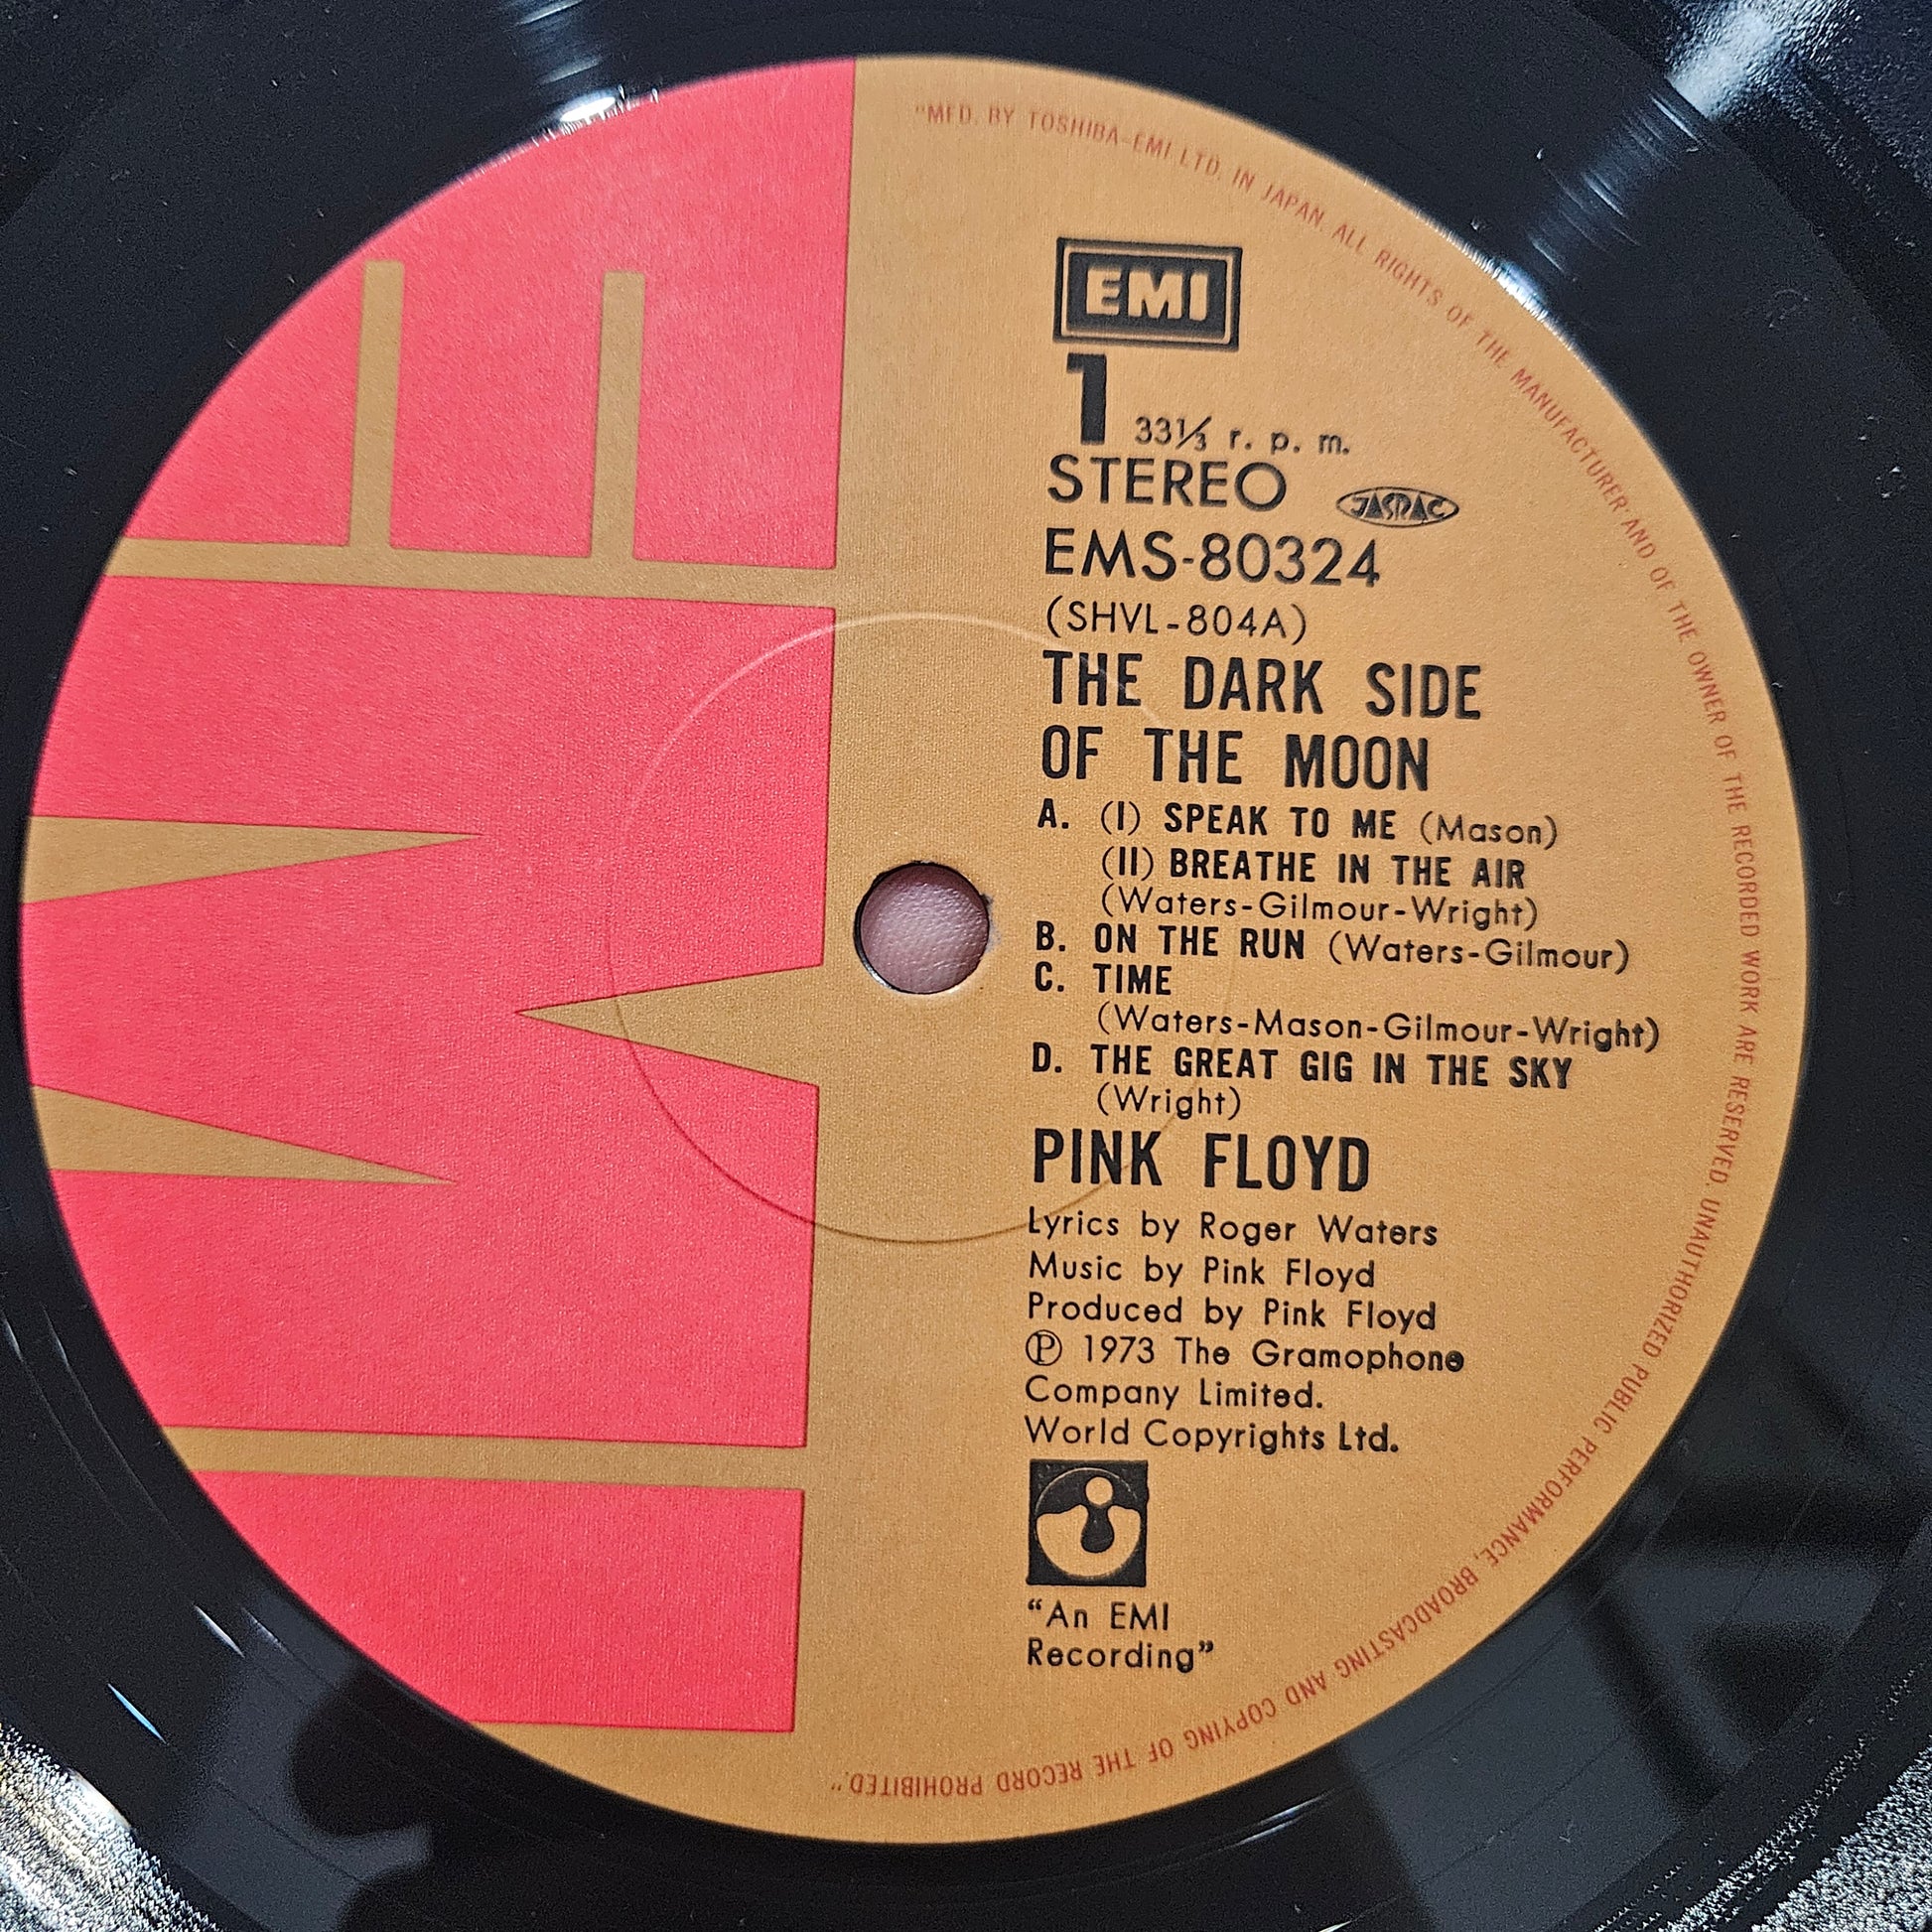 "MFD. BY TOSHIBA-EMI LTD. IN JAPAN. ALL RIGHTS OF THE MANUFACTURER AND OF THE OWNER OF THE RECORDED WORK ARE RESERVED. UNAUTHORIZED PUBLIC PERFORMANCE, BROADCASTING AND COPYING OF THE RECORD PROHIBITED."
EMI
EMI
1 33⅓ r. p. m.
STEREO JASRAC
EMS-80324
(SHVL-804A)
THE DARK SIDE
OF THE MOON
A. (I) SPEAK TO ME (Mason)
(II) BREATHE IN THE AIR
(Waters-Gilmour-Wright)
B. ON THE RUN (Waters-Gilmour)
C. TIME
(Waters-Mason-Gilmour-Wright)
D. THE GREAT GIG IN THE SKY
(Wright)
PINK FLOYD
Lyrics by Roger Waters
Music by Pink Floyd
Produced by Pink Floyd
℗ 1973 The Gramophone
Company Limited.
World Copyrights Ltd.
"An EMI
Recording"